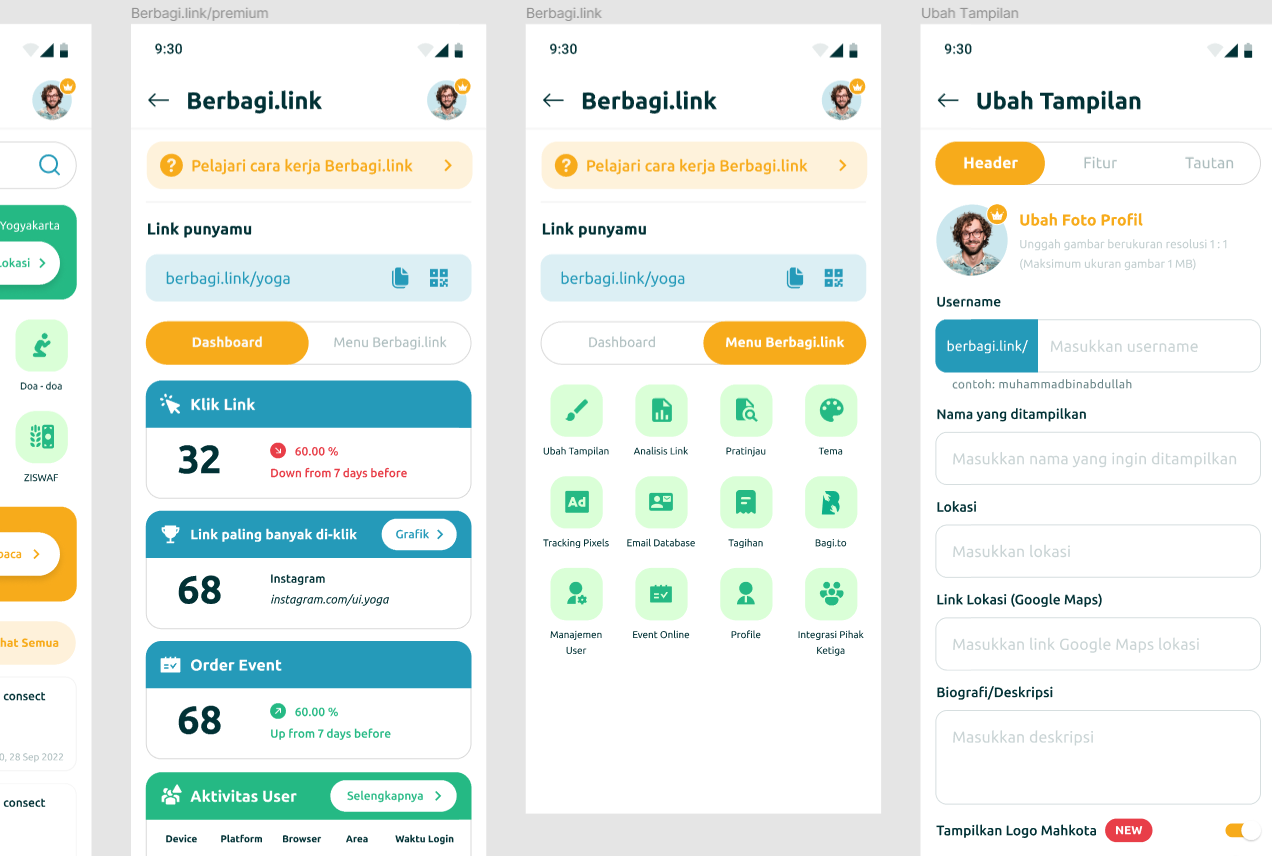 Berbagi.link/premium
Berbagi.link
Ubah Tampilan
Yogyakarta
Doa - doa
ZISWAF
hat Semua
consect
28 Sep 2022
consect
9:30
Berbagi.link
Pelajari cara kerja Berbagi.link
Link punyamu
berbagi.link/yoga
Dashboard
Menu Berbagi.link
Klik Link
32
60.00 %
Down from 7 days before
Link paling banyak di-klik
Grafik
68
Instagram
instagram.com/ui.yoga
Order Event
68
60.00 %
Up from 7 days before
Aktivitas User
Selengkapnya
Device Platform Browser Area Waktu Login
9:30
Berbagi.link
Pelajari cara kerja Berbagi.link
Link punyamu
berbagi.link/yoga
Dashboard
Menu Berbagi.link
Ubah Tampilan
Analisis Link
Pratinjau
Tema
Ad
Tracking Pixels
Email Database
Tagihan
Bagi.to
Manajemen
User
Event Online
Profile
Integrasi Pihak
Ketiga
9:30
Ubah Tampilan
Header
Fitur
Tautan
Ubah Foto Profil
Unggah gambar berukuran resolusi 1 : 1
(Maksimum ukuran gambar 1 MB)
Username
berbagi.link/
Masukkan username
contoh: muhammadbinabdullah
Nama yang ditampilkan
Masukkan nama yang ingin ditampilkan
Lokasi
Masukkan lokasi
Link Lokasi (Google Maps)
Masukkan link Google Maps lokasi
Biografi/Deskripsi
Masukkan deskripsi
Tampilkan Logo Mahkota
NEW